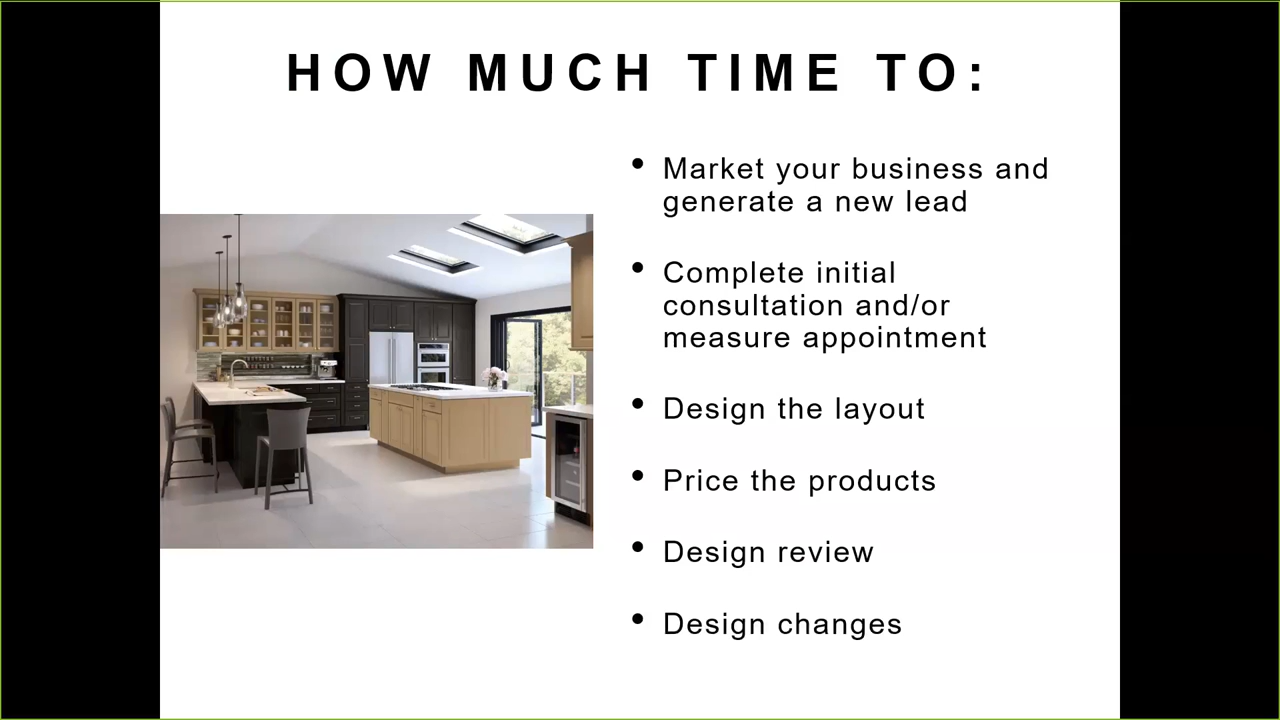 HOW MUCH TIME TO:
• Market your business and
generate a new lead
• Complete initial
consultation and/or
measure appointment
• Design the layout
• Price the products
• Design review
• Design changes